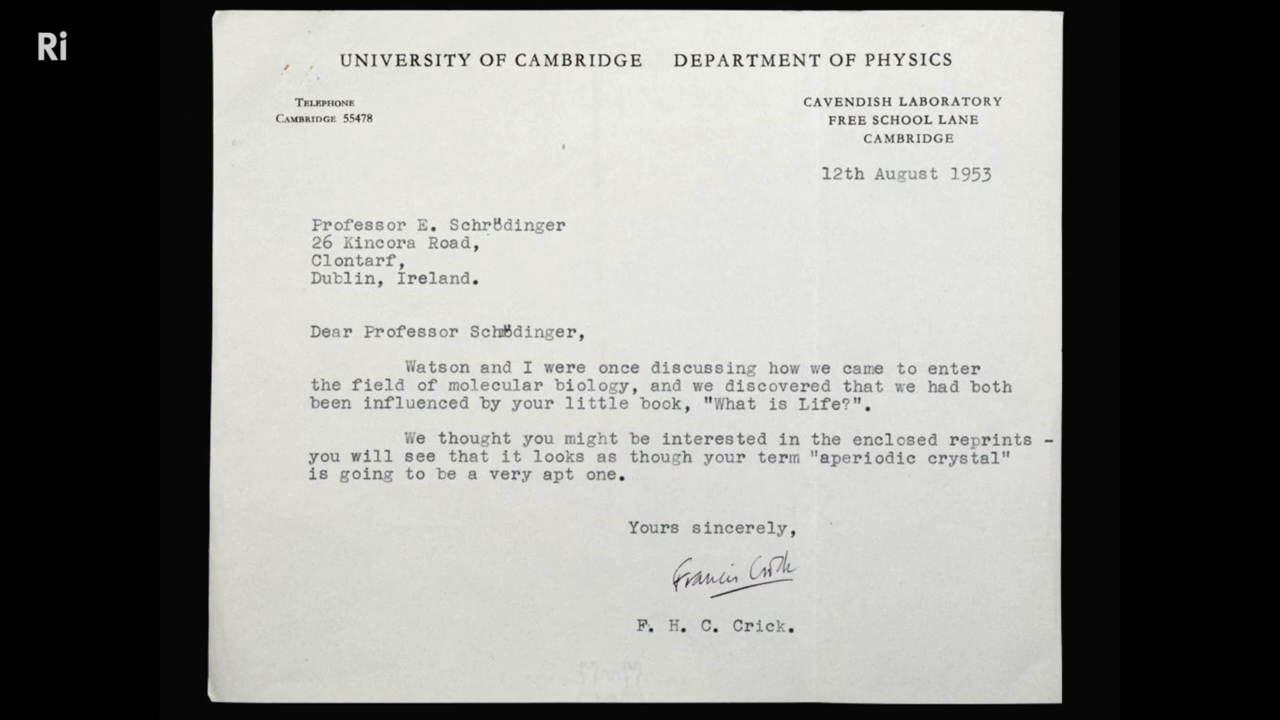 Ri
UNIVERSITY OF CAMBRIDGE DEPARTMENT OF PHYSICS
TELEPHONE
CAMBRIDGE 55478
CAVENDISH LABORATORY
FREE SCHOOL LANE
CAMBRIDGE
12th August 1953
Professor E. Schrödinger
26 Kincora Road,
Clontarf,
Dublin, Ireland.
Dear Professor Schrödinger,
Watson and I were once discussing how we came to enter
the field of molecular biology, and we discovered that we had both
been influenced by your little book, "What is Life?".
We thought you might be interested in the enclosed reprints -
you will see that it looks as though your term "aperiodic crystal"
is going to be a very apt one.
Yours sincerely,
Francis Crick
F. H. C. Crick.